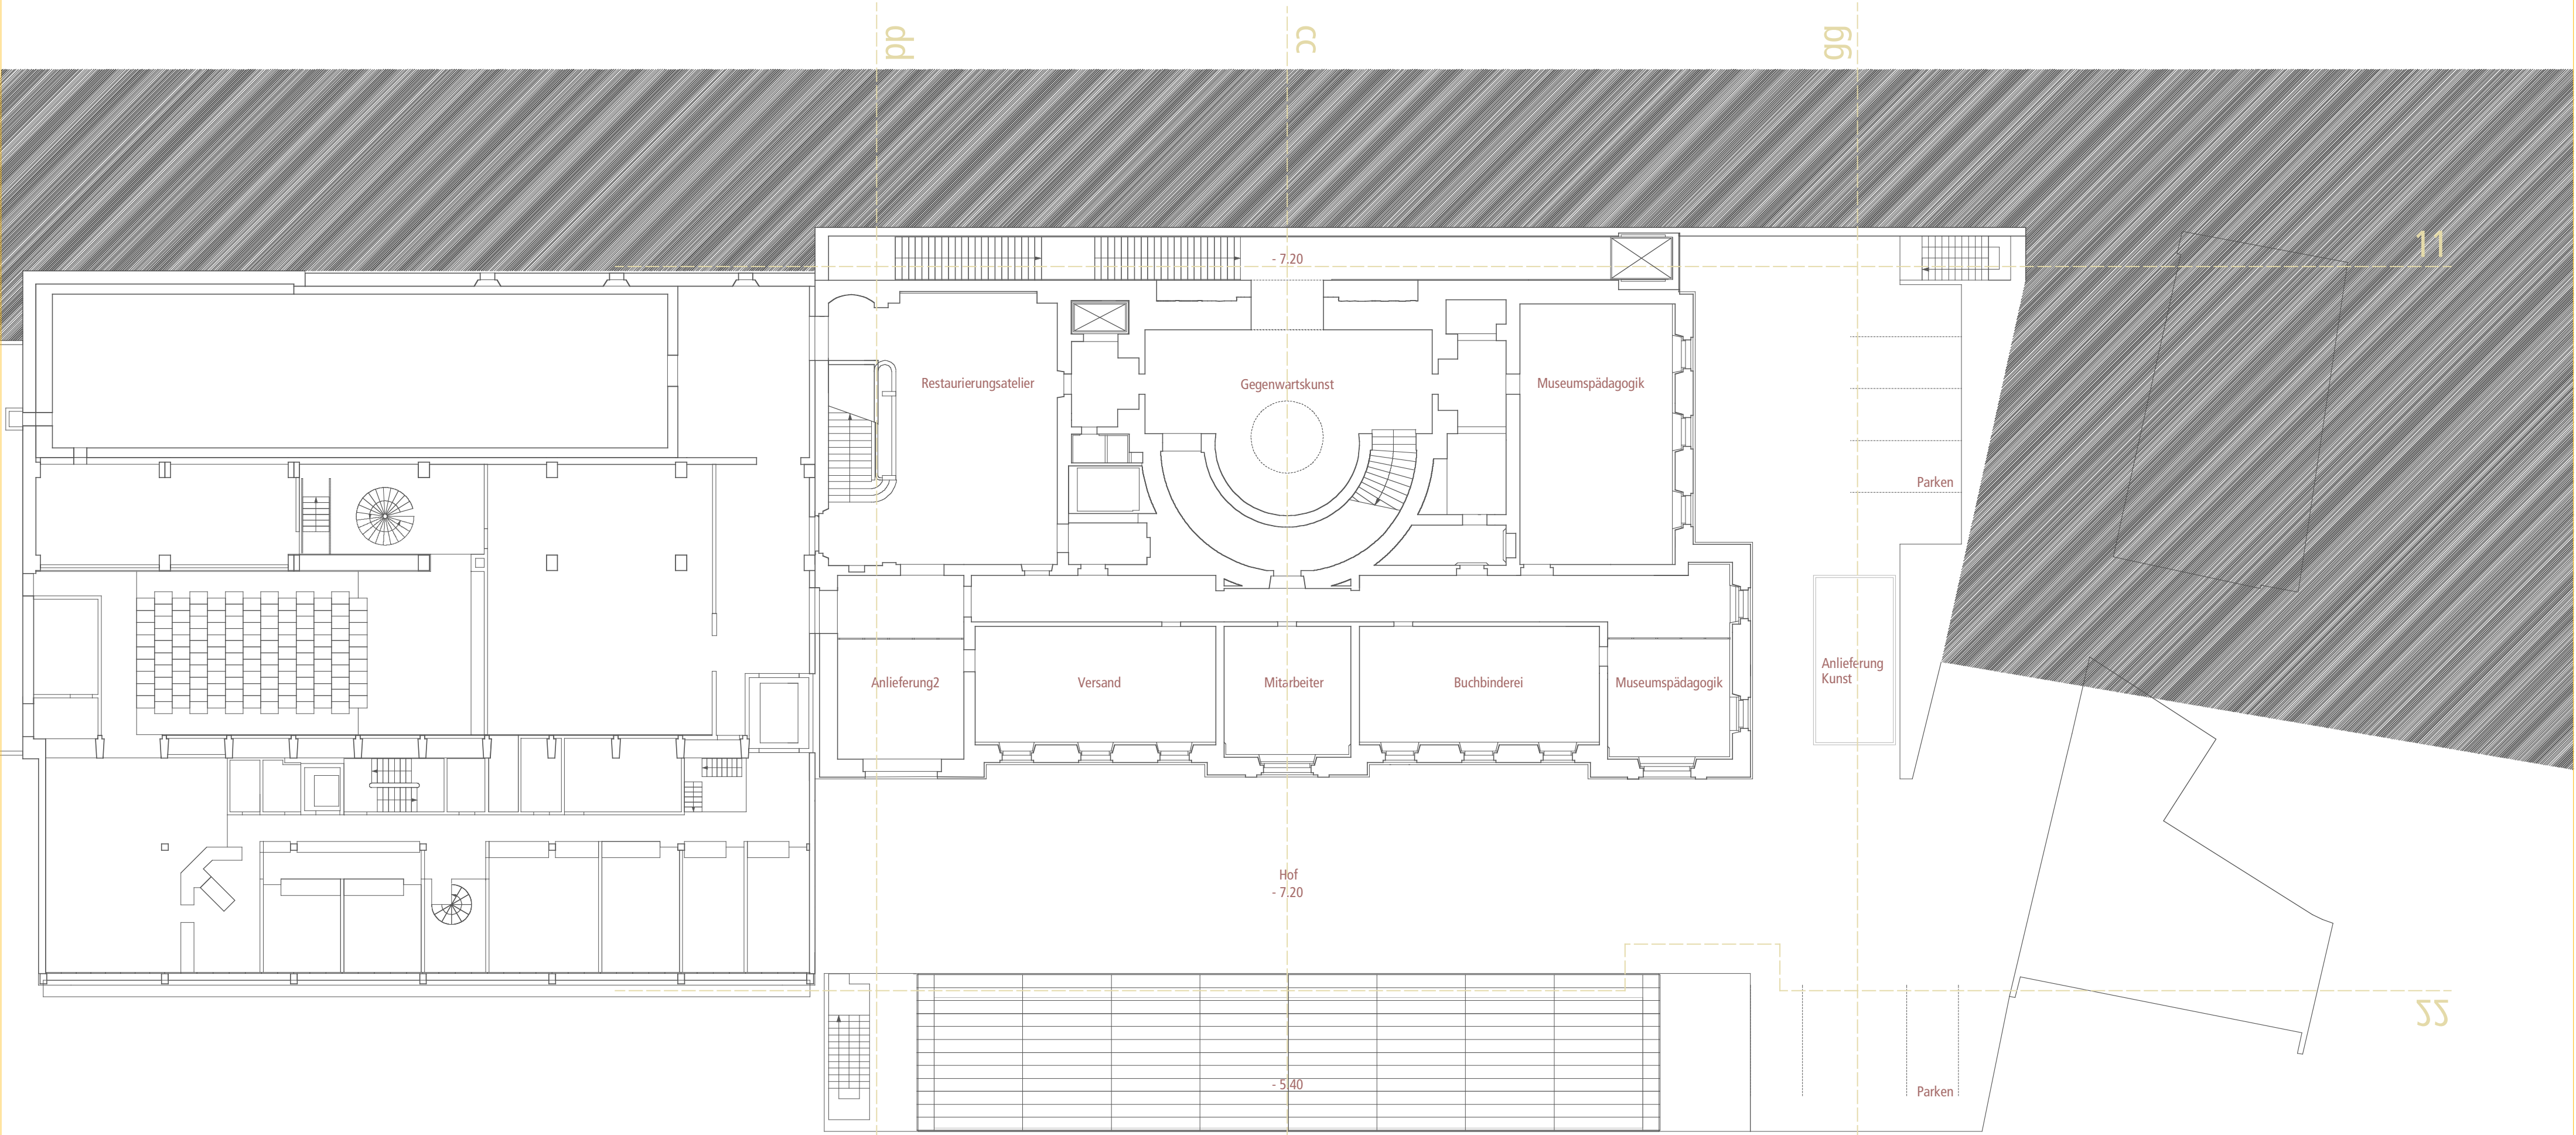 cc
gg
11
- 7.20
Restaurierungsatelier
Gegenwartskunst
Museumspädagogik
Parken
Anlieferung
Kunst
Anlieferung2
Versand
Mitarbeiter
Buchbinderei
Museumspädagogik
Hof
- 7.20
22
- 5.40
Parken